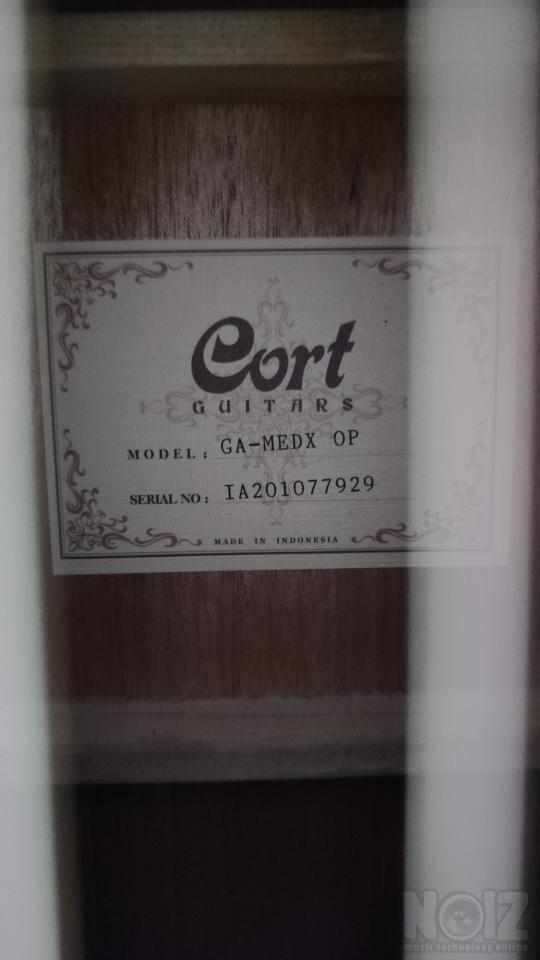 Cort
GUITARS
MODEL: GA-MEDX OP
SERIAL NO: IA201077929
MADE IN INDONESIA
NOIZ
music technology online